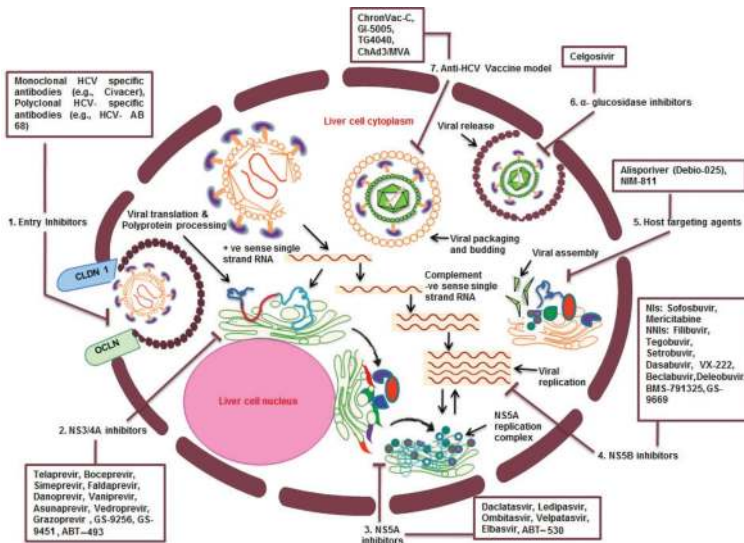 ChronVac-C,
GI-5005,
TG4040,
ChAd3/MVA
7. Anti-HCV Vaccine model
Celgosivir
6. α- glucosidase inhibitors
Monoclonal HCV specific
antibodies (e.g., Civacer),
Polyclonal HCV- specific
antibodies (e.g., HCV- AB
68)
1. Entry Inhibitors
Liver cell cytoplasm
Viral release
Alisporiver (Debio-025),
NIM-811
5. Host targeting agents
Viral translation &
Polyprotein processing
+ ve sense single
strand RNA
Viral packaging
and budding
Viral assembly
CLDN 1
OCLN
Complement
-ve sense single
strand RNA
NIs: Sofosbuvir,
Mericitabine
NNIs: Filibuvir,
Tegobuvir,
Setrobuvir,
Dasabuvir, VX-222,
Beclabuvir,Deleobuvir
BMS-791325,GS-
9669
Viral
replication
Liver cell nucleus
NS5A
replication
complex
4. NS5B inhibitors
2. NS3/4A inhibitors
Telaprevir, Boceprevir,
Simeprevir, Faldaprevir,
Danoprevir, Vaniprevir,
Asunaprevir, Vedroprevir,
Grazoprevir , GS-9256, GS-
9451 , ABT–493
3. NS5A
inhibitors
Daclatasvir, Ledipasvir,
Ombitasvir, Velpatasvir,
Elbasvir, ABT– 530